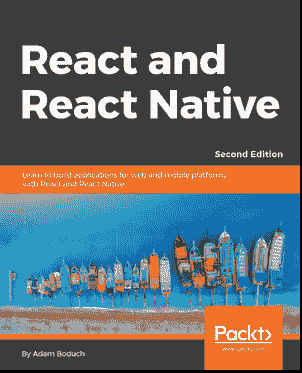 React and
React Native
Second Edition
Learn to build applications for web and mobile platforms
with React and React Native
By Adam Boduch
Packt>
www.packt.com